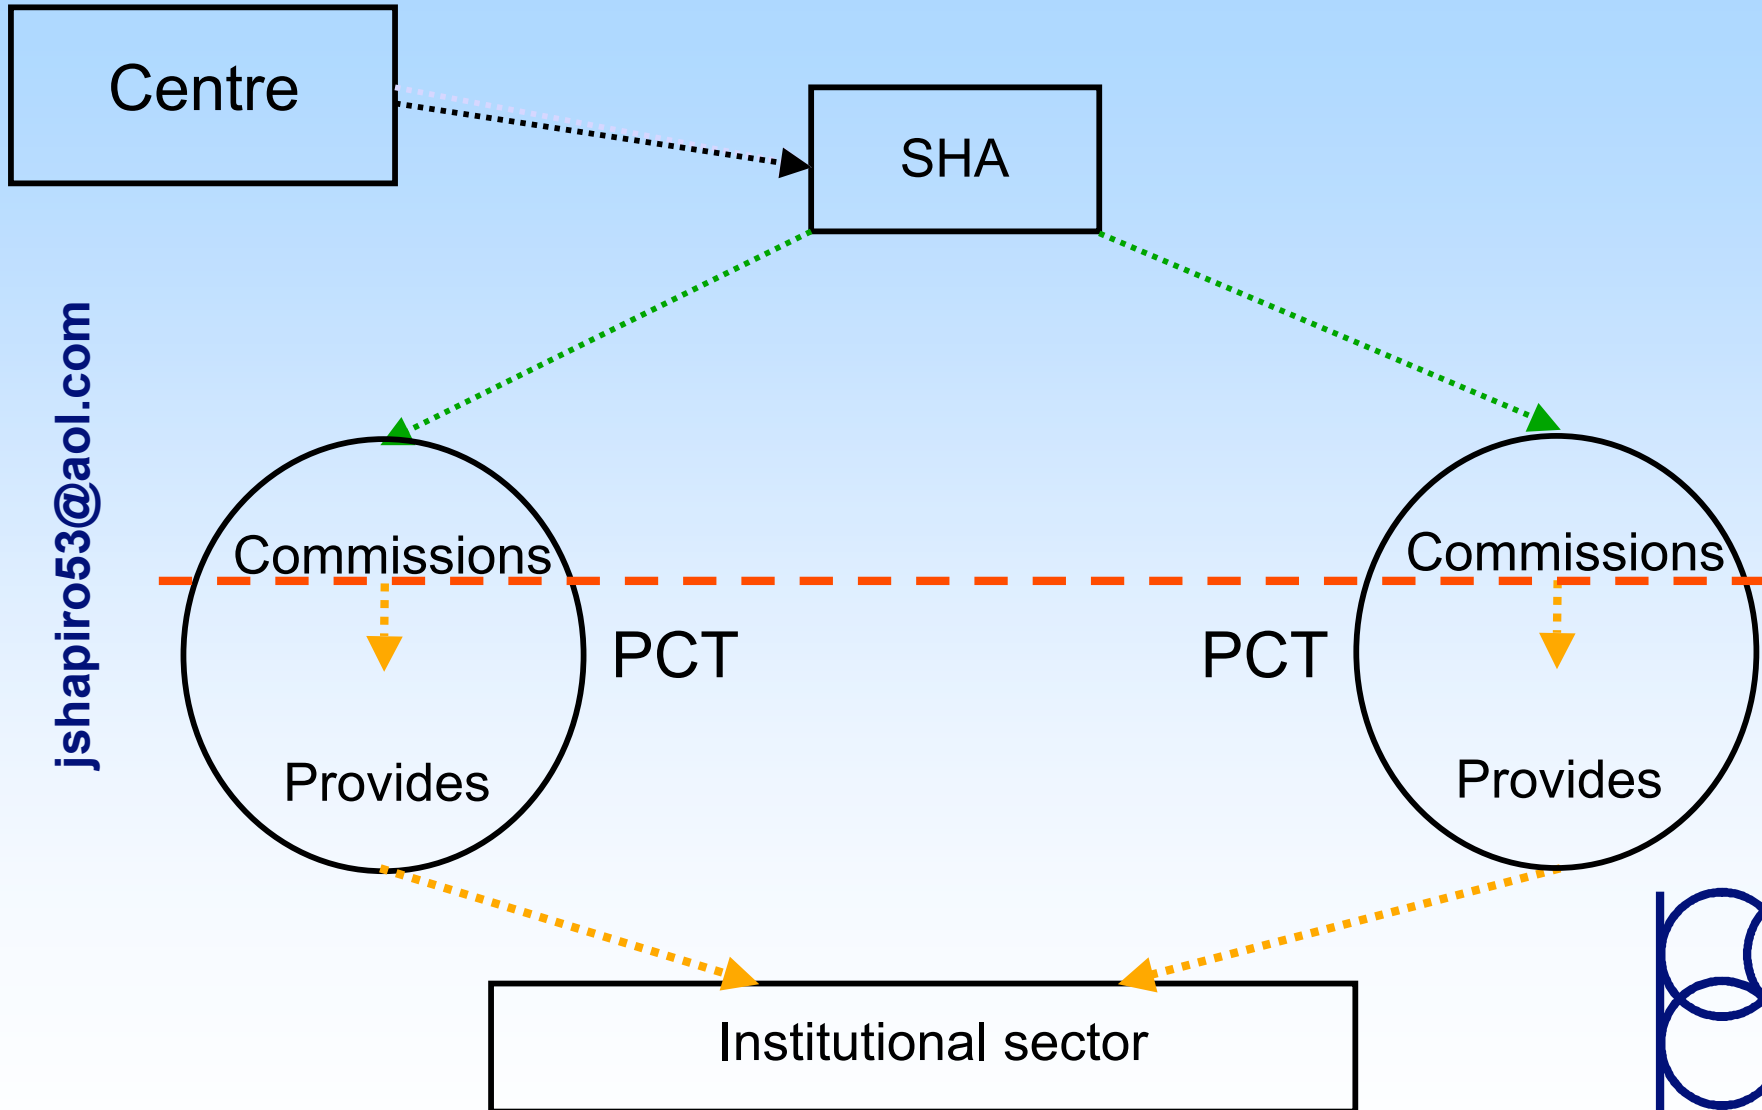 Centre
SHA
jshapiro53@aol.com
Commissions
Commissions
PCT
PCT
Provides
Provides
Institutional sector